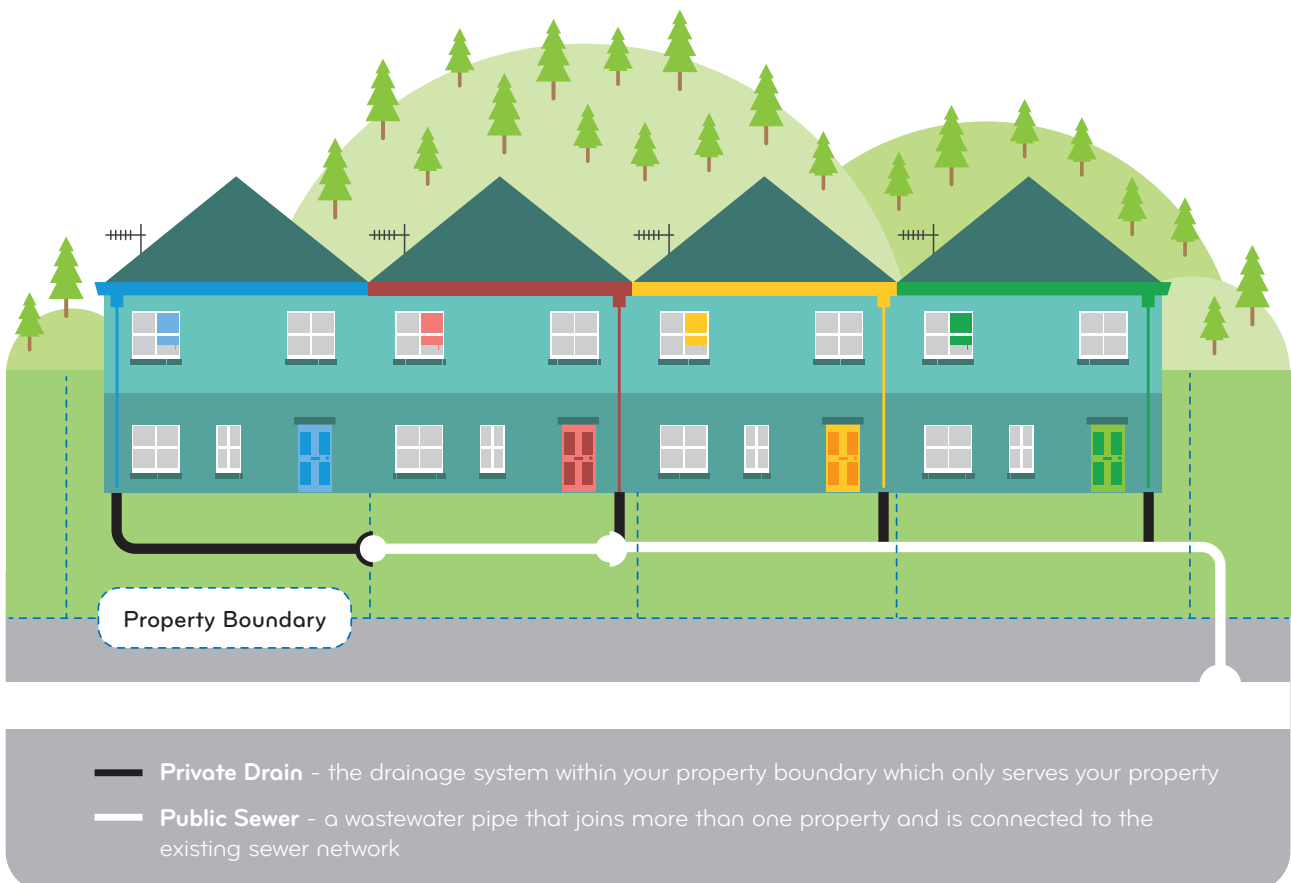 Property Boundary
Private Drain - the drainage system within your property boundary which only serves your property
Public Sewer - a wastewater pipe that joins more than one property and is connected to the
existing sewer network